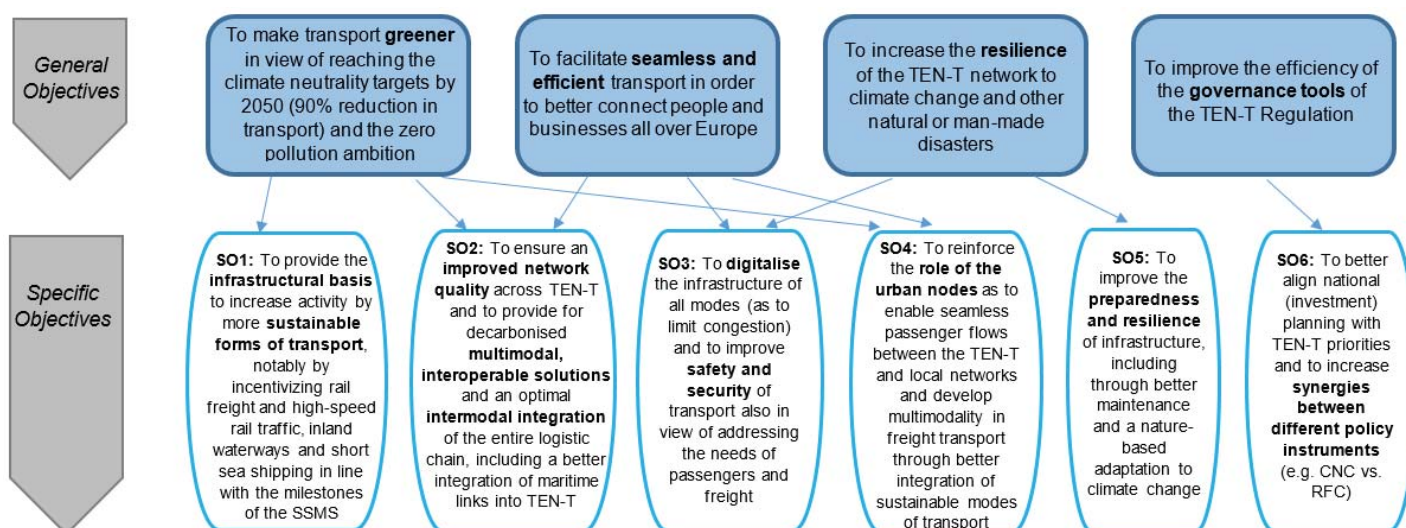 General
Objectives
To make transport greener
in view of reaching the
climate neutrality targets by
2050 (90% reduction in
transport) and the zero
pollution ambition
To facilitate seamless and
efficient transport in order
to better connect people and
businesses all over Europe
To increase the resilience
of the TEN-T network to
climate change and other
natural or man-made
disasters
To improve the efficiency of
the governance tools of
the TEN-T Regulation
Specific
Objectives
SO1: To provide the
infrastructural basis
to increase activity by
more sustainable
forms of transport,
notably by
incentivizing rail
freight and high-speed
rail traffic, inland
waterways and short
sea shipping in line
with the milestones
of the SSMS
SO2: To ensure an
improved network
quality across TEN-T
and to provide for
decarbonised
multimodal,
interoperable solutions
and an optimal
intermodal integration
of the entire logistic
chain, including a better
integration of maritime
links into TEN-T
SO3: To digitalise
the infrastructure of
all modes (as to
limit congestion)
and to improve
safety and
security of
transport also in
view of addressing
the needs of
passengers and
freight
SO4: To reinforce
the role of the
urban nodes as to
enable seamless
passenger flows
between the TEN-T
and local networks
and develop
multimodality in
freight transport
through better
integration of
sustainable modes
of transport
SO5: To
improve the
preparedness
and resilience
of infrastructure,
including
through better
maintenance
and a nature-
based
adaptation to
climate change
SO6: To better
align national
(investment)
planning with
TEN-T priorities
and to increase
synergies
between
different policy
instruments
(e.g. CNC vs.
RFC)